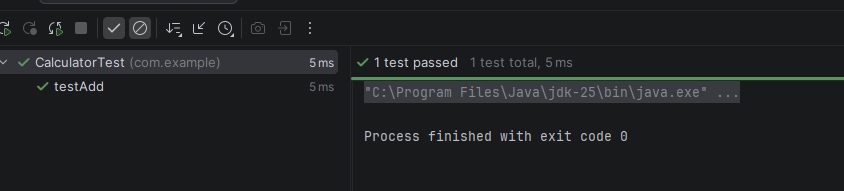 CalculatorTest (com.example) 5 ms
testAdd 5 ms
1 test passed 1 test total, 5 ms
"C:\Program Files\Java\jdk-25\bin\java.exe" ...
Process finished with exit code 0